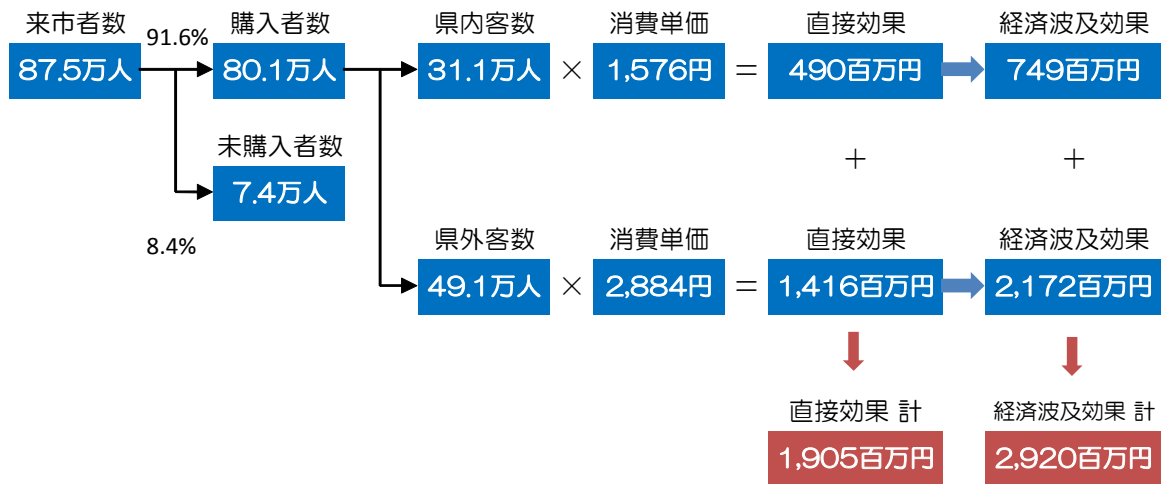 来市者数
91.6%
購入者数
県内客数
消費単価
直接効果
経済波及効果
87.5万人
80.1万人
31.1万人 × 1,576円 = 490百万円
749百万円
未購入者数
+
+
7.4万人
8.4%
県外客数
消費単価
直接効果
経済波及効果
49.1万人 × 2,884円 = 1,416百万円
2,172百万円
直接効果 計
経済波及効果 計
1,905百万円
2,920百万円